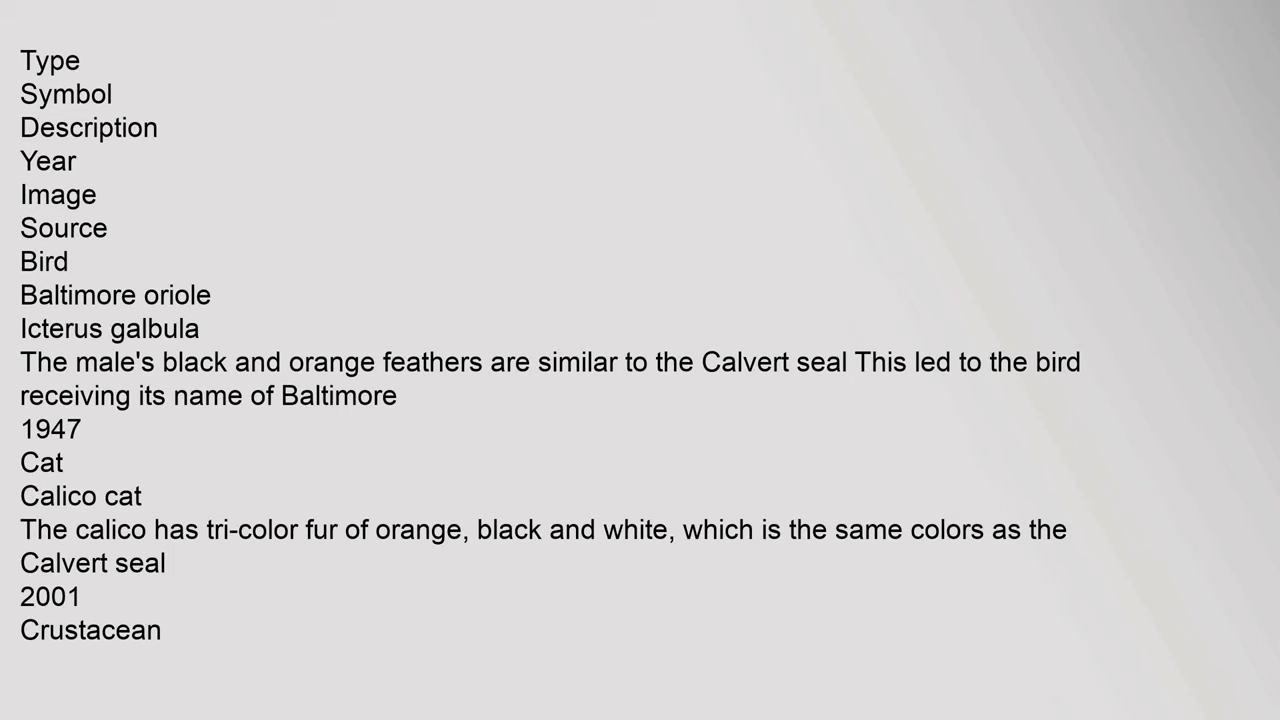 Type
Symbol
Description
Year
Image
Source
Bird
Baltimore oriole
Icterus galbula
The male's black and orange feathers are similar to the Calvert seal This led to the bird
receiving its name of Baltimore
1947
Cat
Calico cat
The calico has tri-color fur of orange, black and white, which is the same colors as the
Calvert seal
2001
Crustacean